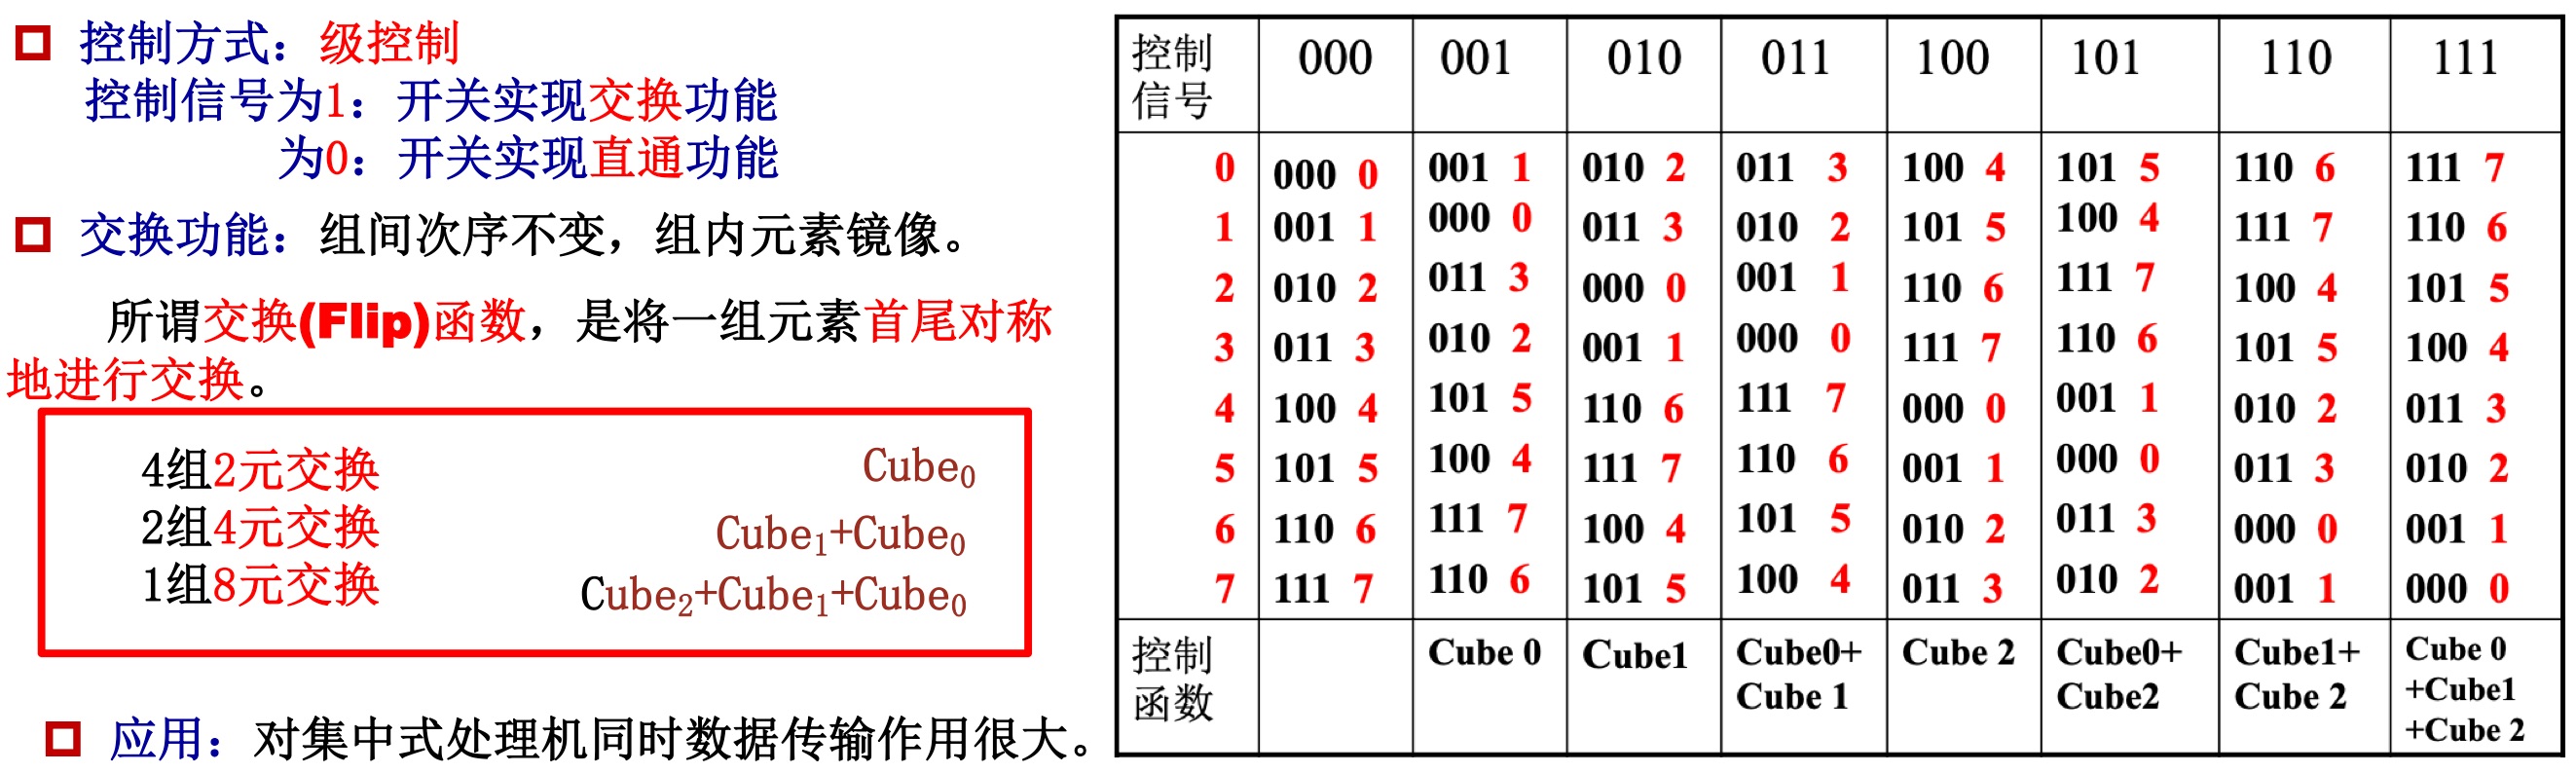 控制方式：级控制
控制信号为1：开关实现交换功能
为0：开关实现直通功能
交换功能：组间次序不变，组内元素镜像。
所谓交换(Flip)函数，是将一组元素首尾对称
地进行交换。
4组2元交换 Cube₀
2组4元交换 Cube₁+Cube₀
1组8元交换 Cube₂+Cube₁+Cube₀
应用：对集中式处理机同时数据传输作用很大。
控制信号 000 001 010 011 100 101 110 111
0 000 0 001 1 010 2 011 3 100 4 101 5 110 6 111 7
1 001 1 000 0 011 3 010 2 101 5 100 4 111 7 110 6
2 010 2 011 3 000 0 001 1 110 6 111 7 100 4 101 5
3 011 3 010 2 001 1 000 0 111 7 110 6 101 5 100 4
4 100 4 101 5 110 6 111 7 000 0 001 1 010 2 011 3
5 101 5 100 4 111 7 110 6 001 1 000 0 011 3 010 2
6 110 6 111 7 100 4 101 5 010 2 011 3 000 0 001 1
7 111 7 110 6 101 5 100 4 011 3 010 2 001 1 000 0
控制函数 Cube 0 Cube1 Cube0+Cube 1 Cube 2 Cube0+Cube2 Cube1+Cube 2 Cube 0+Cube1+Cube 2